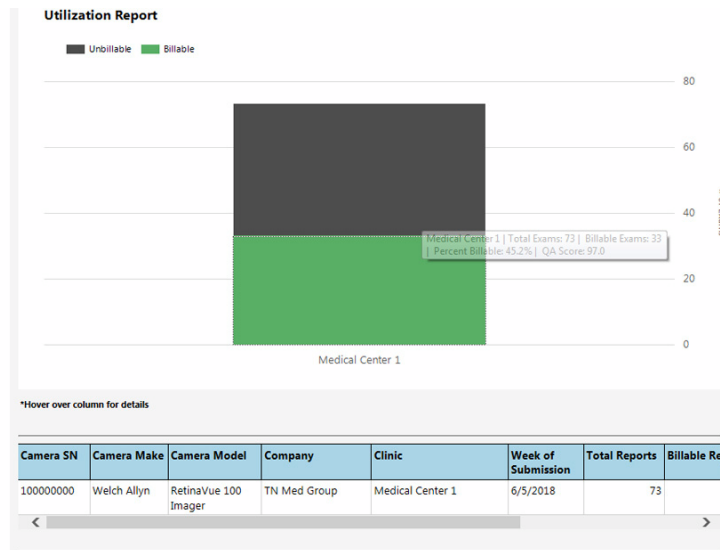 Utilization Report
Unbillable Billable
80
60
40
Medical Center 1 | Total Exams: 73 | Billable Exams: 33
| Percent Billable: 45.2% | QA Score: 97.0
20
0
Medical Center 1
*Hover over column for details
Camera SN Camera Make Camera Model Company Clinic Week of Total Reports Billable Re
Submission
100000000 Welch Allyn RetinaVue 100 TN Med Group Medical Center 1 6/5/2018 73
Imager